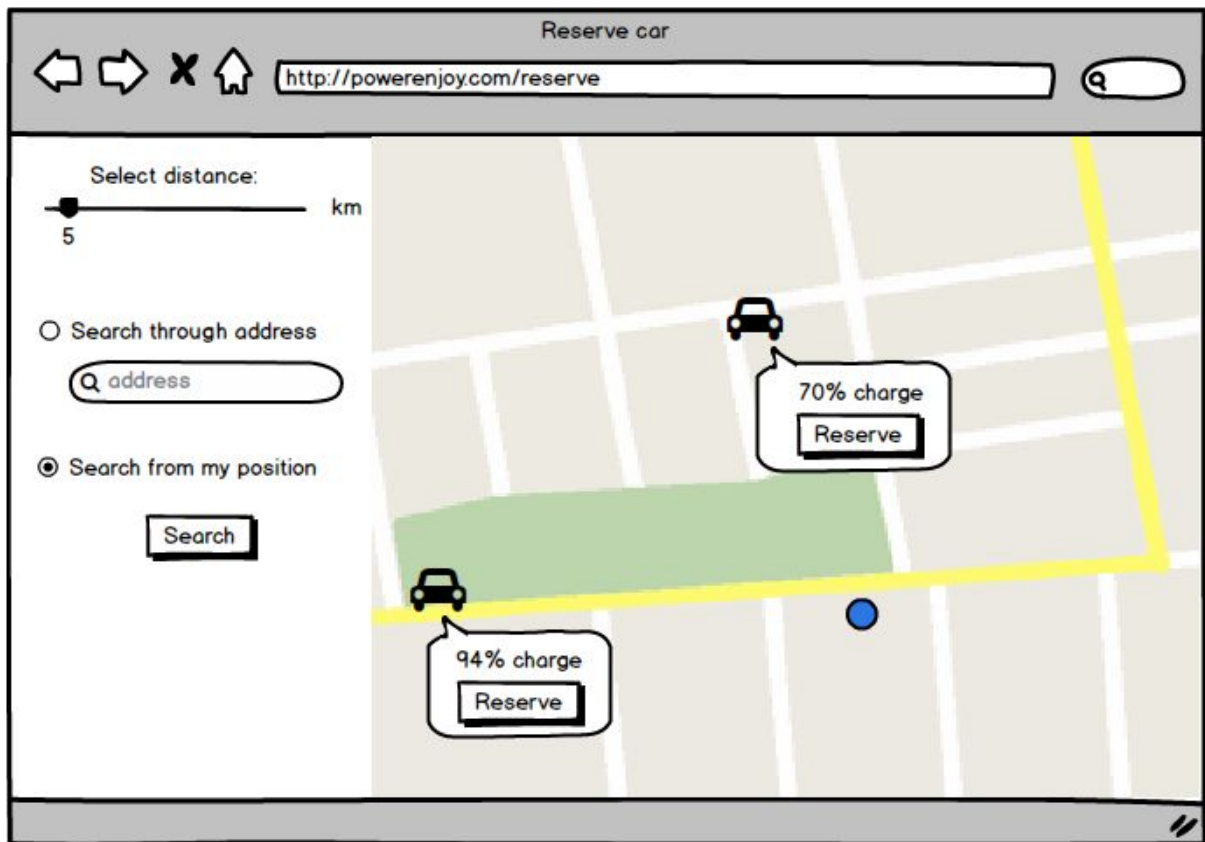 Reserve car
http://powerenjoy.com/reserve
Select distance:
km
5
Search through address
address
Search from my position
Search
70% charge
Reserve
94% charge
Reserve